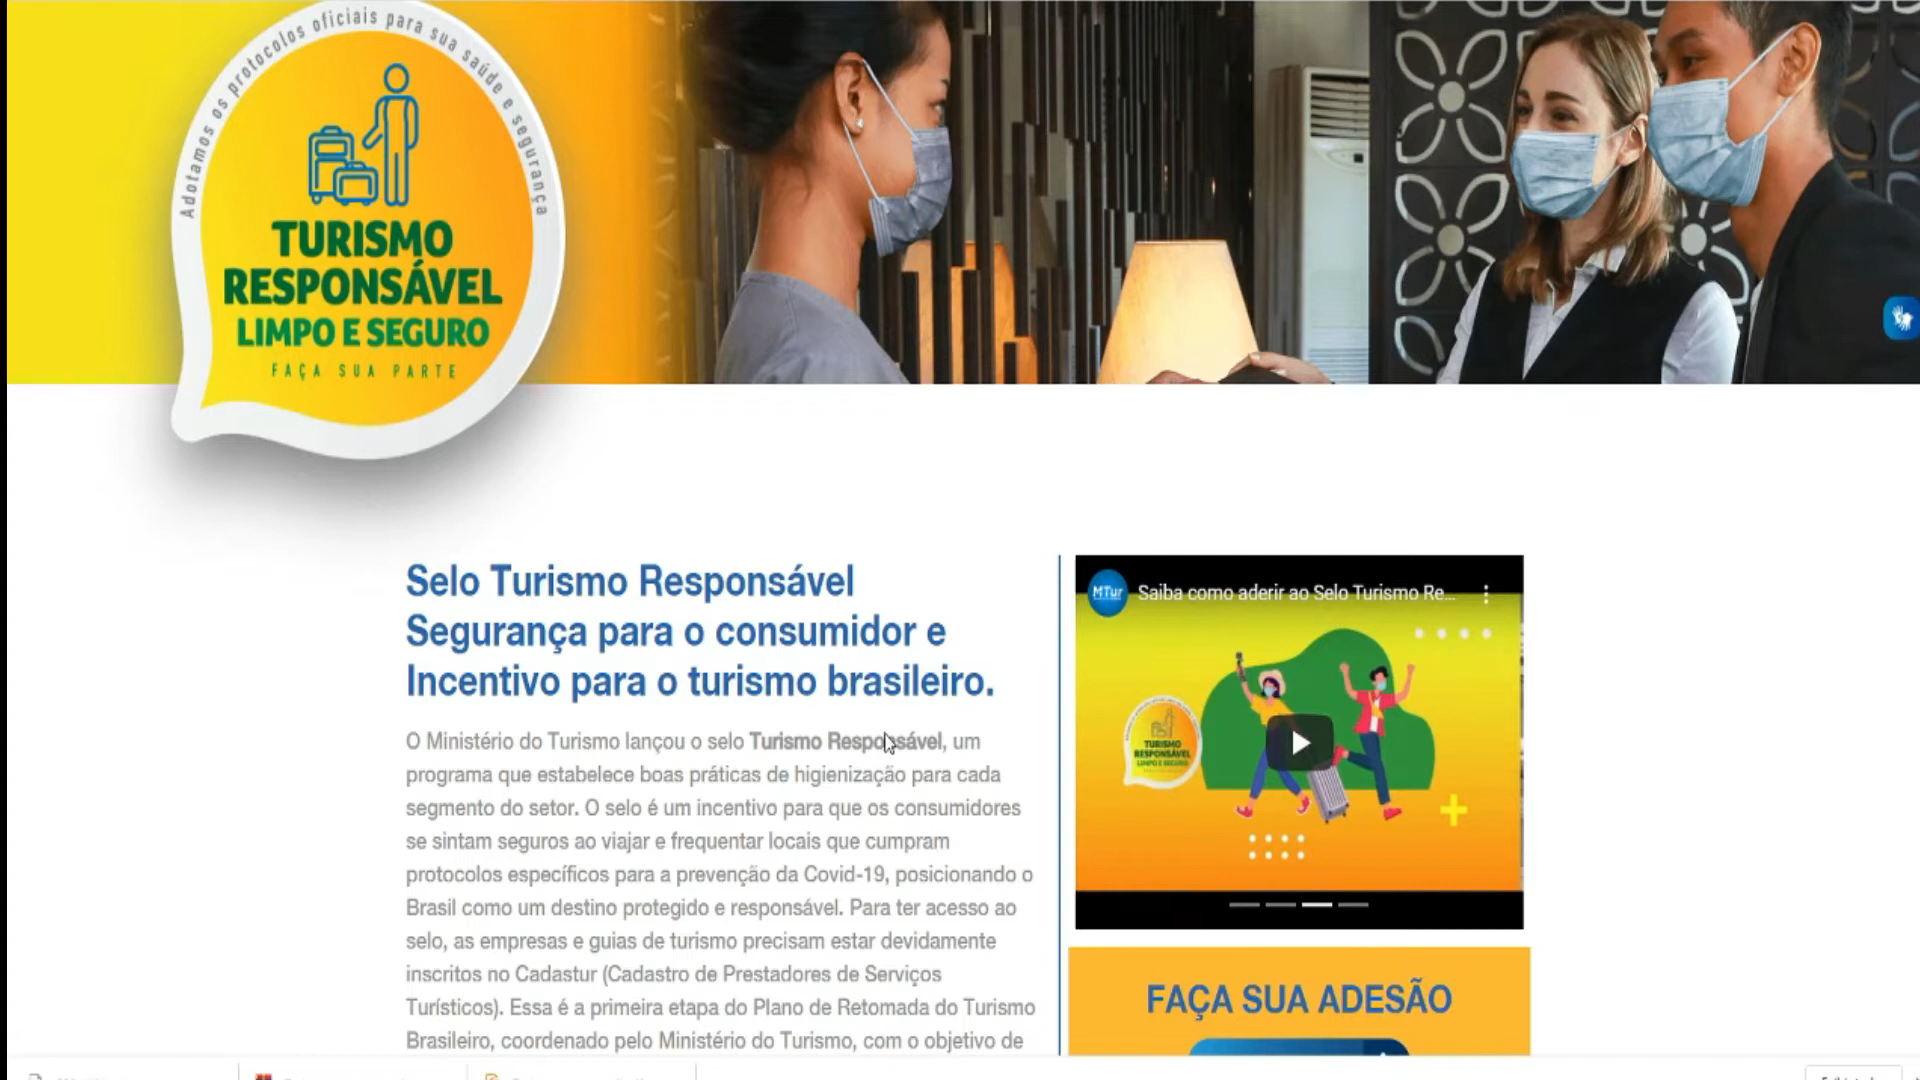 Adotamos os protocolos oficiais para sua saúde e segurança
TURISMO
RESPONSÁVEL
LIMPO E SEGURO
FAÇA SUA PARTE
Selo Turismo Responsável
Segurança para o consumidor e
Incentivo para o turismo brasileiro.
O Ministério do Turismo lançou o selo Turismo Responsável, um
programa que estabelece boas práticas de higienização para cada
segmento do setor. O selo é um incentivo para que os consumidores
se sintam seguros ao viajar e frequentar locais que cumpram
protocolos específicos para a prevenção da Covid-19, posicionando o
Brasil como um destino protegido e responsável. Para ter acesso ao
selo, as empresas e guias de turismo precisam estar devidamente
inscritos no Cadastur (Cadastro de Prestadores de Serviços
Turísticos). Essa é a primeira etapa do Plano de Retomada do Turismo
Brasileiro, coordenado pelo Ministério do Turismo, com o objetivo de
MTur
Saiba como aderir ao Selo Turismo Re...
TURISMO
RESPONSÁVEL
LIMPO E SEGURO
FAÇA SUA ADESÃO